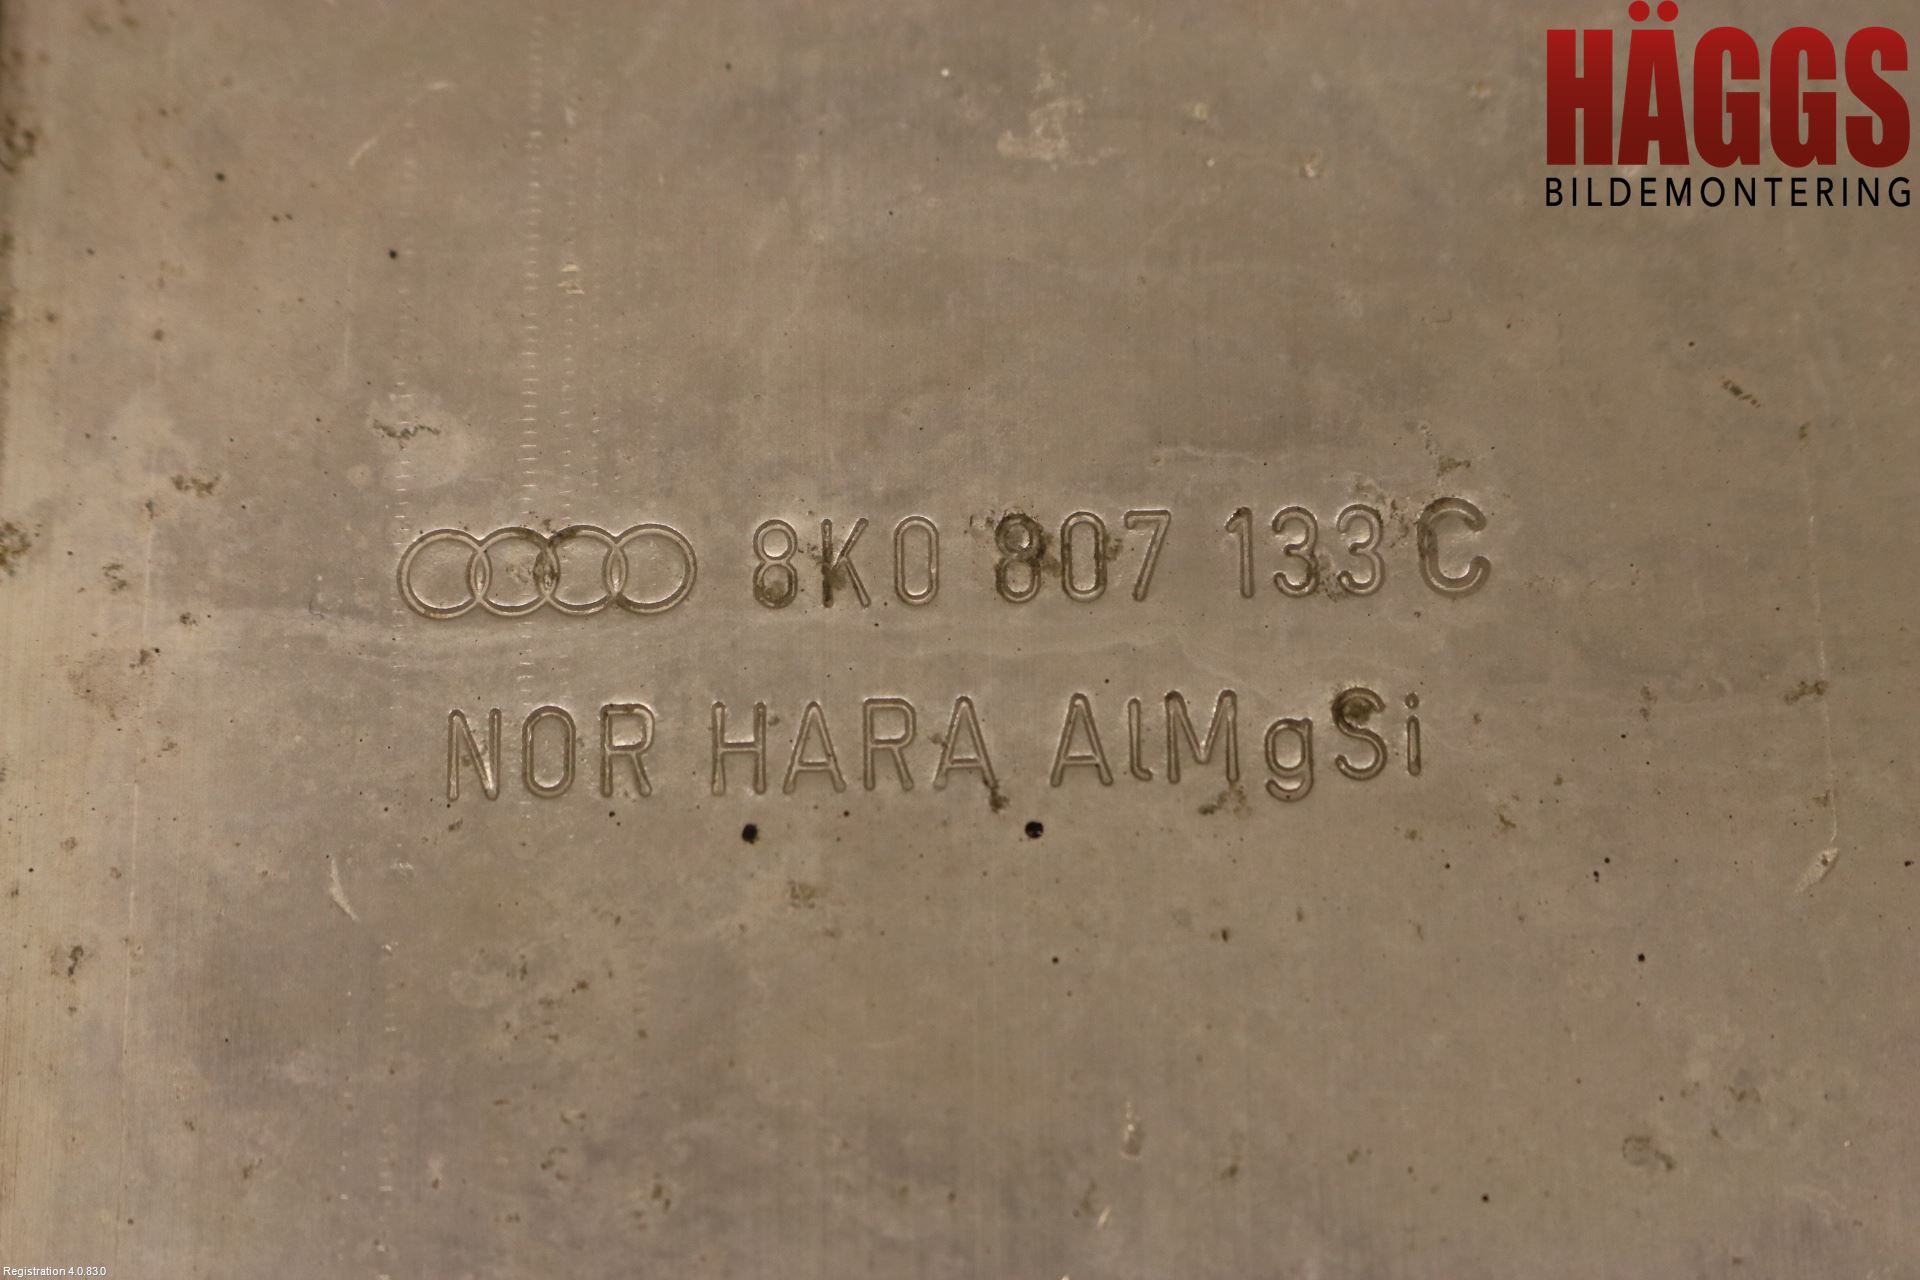 HÄGGS
BILDEMONTERING
8K0 807 133 C
NOR HARA AlMgSi
Registration 4.0.83.0